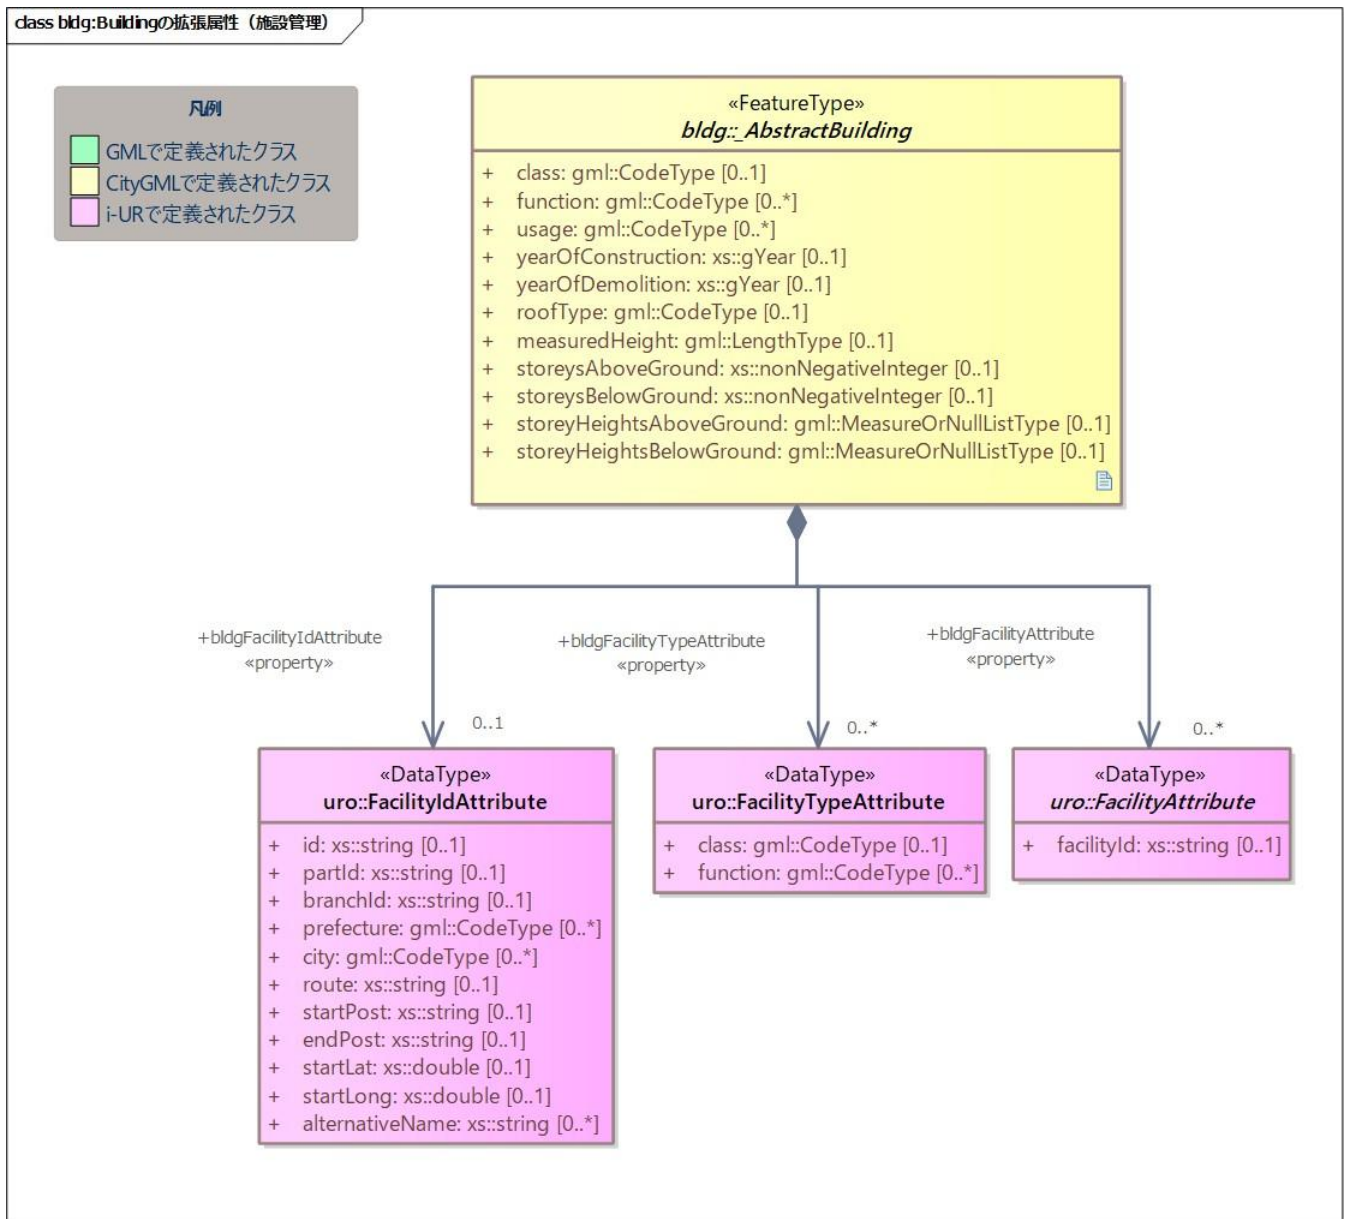 class bldg:Buildingの拡張属性（施設管理）
凡例
GMLで定義されたクラス
CityGMLで定義されたクラス
i-URで定義されたクラス
«FeatureType»
bldg::_AbstractBuilding
+ class: gml::CodeType [0..1]
+ function: gml::CodeType [0..*]
+ usage: gml::CodeType [0..*]
+ yearOfConstruction: xs::gYear [0..1]
+ yearOfDemolition: xs::gYear [0..1]
+ roofType: gml::CodeType [0..1]
+ measuredHeight: gml::LengthType [0..1]
+ storeysAboveGround: xs::nonNegativeInteger [0..1]
+ storeysBelowGround: xs::nonNegativeInteger [0..1]
+ storeyHeightsAboveGround: gml::MeasureOrNullListType [0..1]
+ storeyHeightsBelowGround: gml::MeasureOrNullListType [0..1]
+bldgFacilityIdAttribute
«property»
0..1
+bldgFacilityTypeAttribute
«property»
0..*
+bldgFacilityAttribute
«property»
0..*
«DataType»
uro::FacilityIdAttribute
+ id: xs::string [0..1]
+ partId: xs::string [0..1]
+ branchId: xs::string [0..1]
+ prefecture: gml::CodeType [0..*]
+ city: gml::CodeType [0..*]
+ route: xs::string [0..1]
+ startPost: xs::string [0..1]
+ endPost: xs::string [0..1]
+ startLat: xs::double [0..1]
+ startLong: xs::double [0..1]
+ alternativeName: xs::string [0..*]
«DataType»
uro::FacilityTypeAttribute
+ class: gml::CodeType [0..1]
+ function: gml::CodeType [0..*]
«DataType»
uro::FacilityAttribute
+ facilityId: xs::string [0..1]